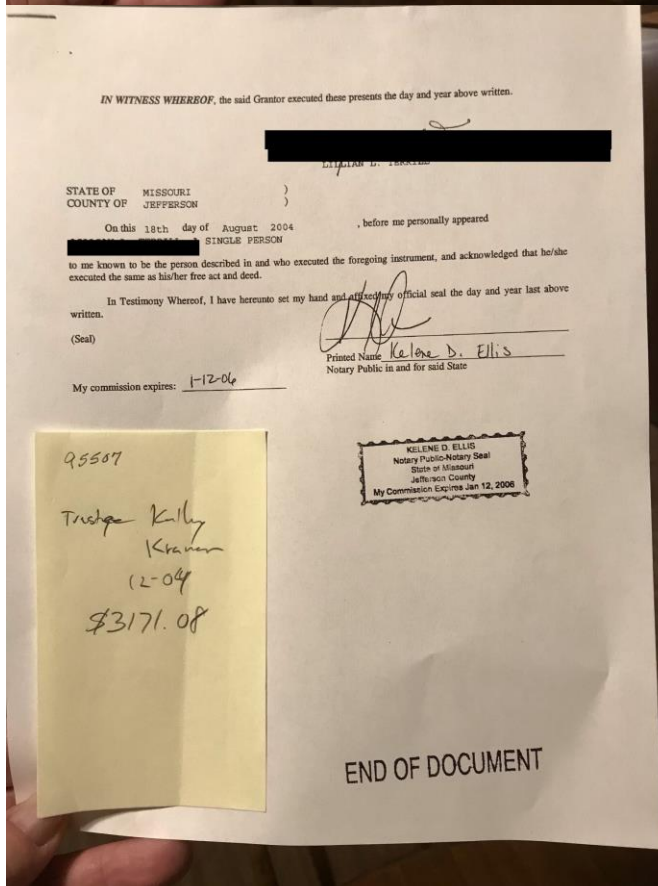 IN WITNESS WHEREOF, the said Grantor executed these presents the day and year above written.
STATE OF MISSOURI )
COUNTY OF JEFFERSON )
On this 18th day of August 2004 , before me personally appeared
SINGLE PERSON
to me known to be the person described in and who executed the foregoing instrument, and acknowledged that he/she
executed the same as his/her free act and deed.
In Testimony Whereof, I have hereunto set my hand and affixed my official seal the day and year last above
written.
(Seal)
Printed Name Kelene D. Ellis
Notary Public in and for said State
My commission expires: 1-12-06
KELENE D. ELLIS
Notary Public-Notary Seal
State of Missouri
Jefferson County
My Commission Expires Jan 12, 2006
95507
12-04
$3171.08
END OF DOCUMENT